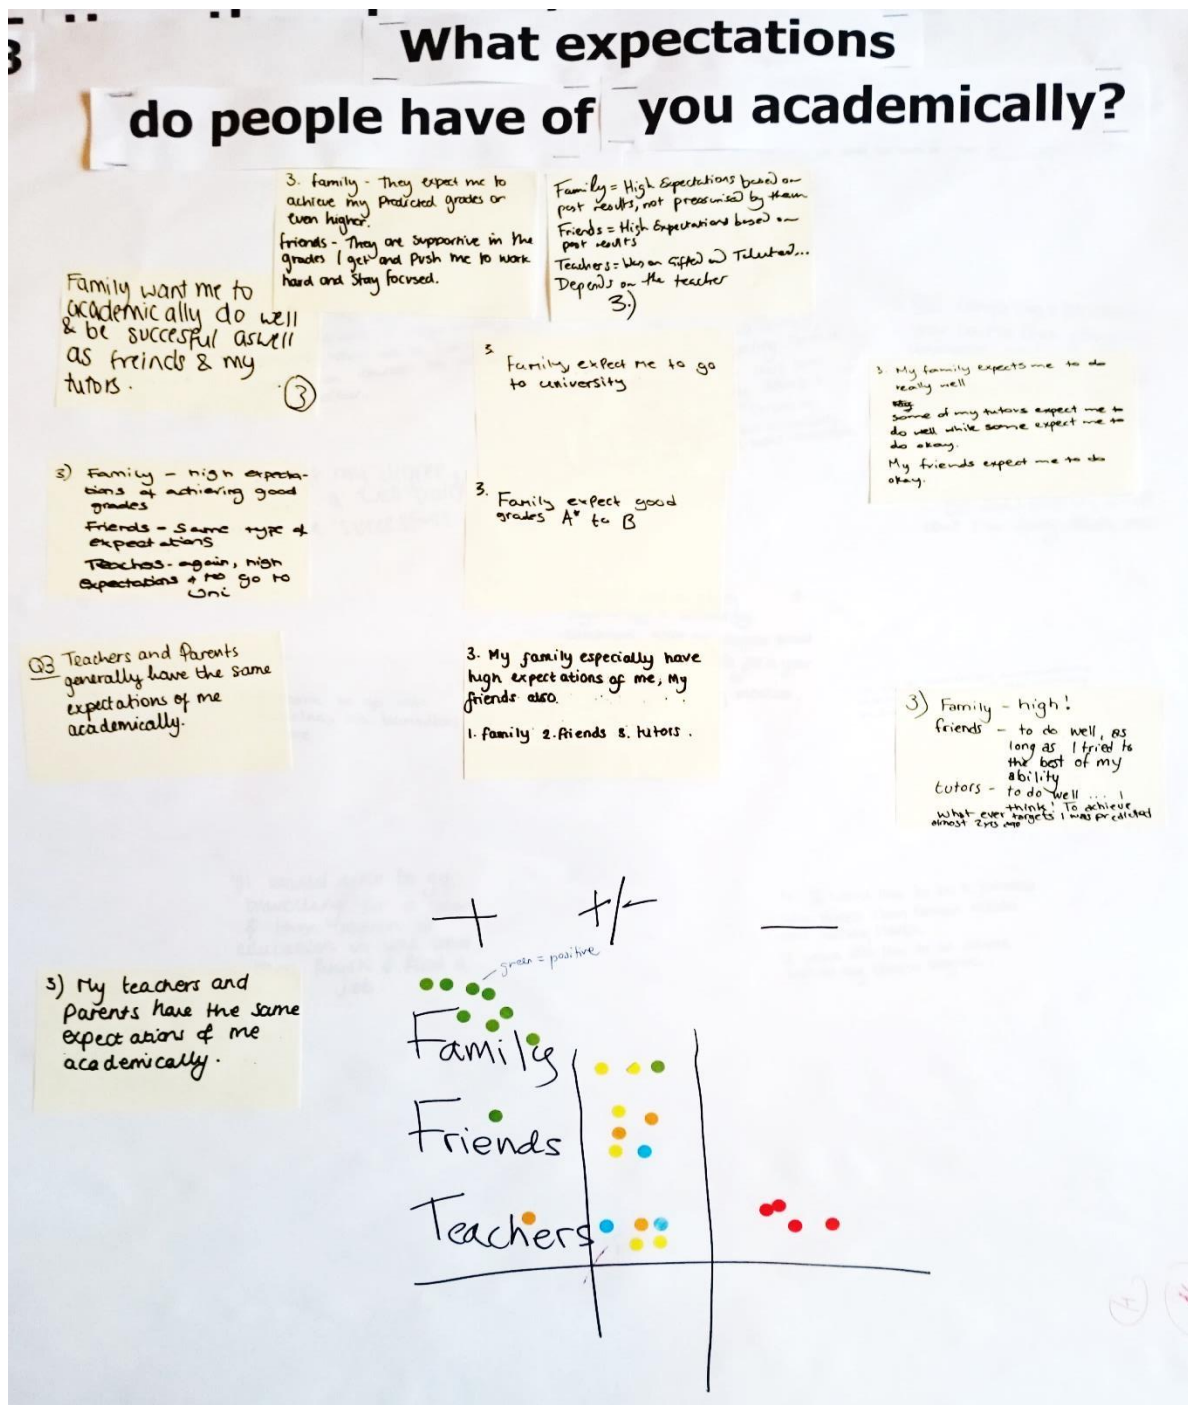 3
What expectations
do people have of you academically?
3. family - They expect me to
achieve my Predicted grades or
even higher.
friends - They are supportive in the
grades I get and Push me to work
hard and Stay focused.
Family = High Expectations based on
past results, not pressurised by them
Friends = High Expectations based on
past results
Teachers = Was on Gifted and Talented...
Depends on the teacher
3.)
Family want me to
academically do well
& be succesful aswell
as freinds & my
tutors.
3
3.
Family expect me to go
to university
3 My family expects me to do
really well
some of my tutors expect me to
do well while some expect me to
do okay.
My friends expect me to do
okay.
3) Family - high expecta-
tions of achieving good
grades
Friends - same type of
expectations
Teachers - again, high
expectations + to go to
Uni
3.
Family expect good
grades A* to B
Q3 Teachers and Parents
generally have the same
expectations of me
academically.
3. My family especially have
high expectations of me, My
friends also.
1. family 2. friends 3. tutors.
3) Family - high!
friends - to do well, as
long as I tried to
the best of my
ability
tutors - to do well ... I
think! To achieve
what ever targets I was predicted
almost 2yrs ago
+ +/- -
green = positive
3) My teachers and
Parents have the same
expectations of me
academically.
Family
Friends
Teachers